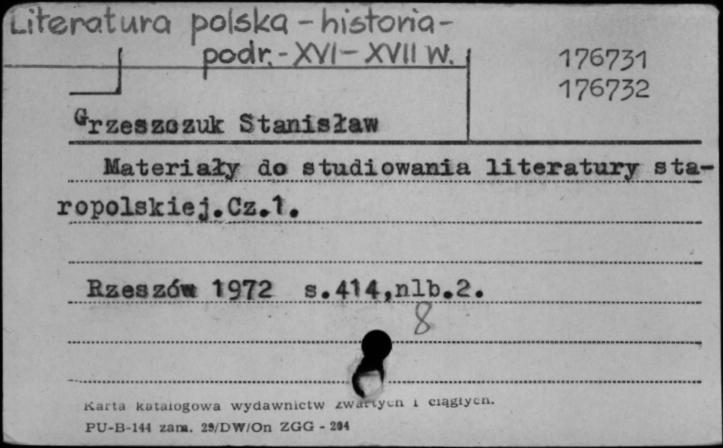 Literatura polska - historia -
podr. - XVI - XVII w.
176731
176732
Grzeszczuk Stanisław
Materiały do studiowania literatury sta-
ropolskiej.Cz.1.
Rzeszów 1972 s.414,nlb.2.
8
Karta katalogowa wydawnictw zwartych i ciągłych.
PU-B-144 zam. 29/DW/On ZGG - 204